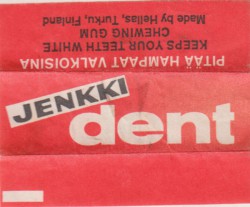 Made by Hellas, Turku, Finland
CHEWING GUM
KEEPS YOUR TEETH WHITE
PITÄÄ HAMPAAT VALKOISINA
JENKKI
dent